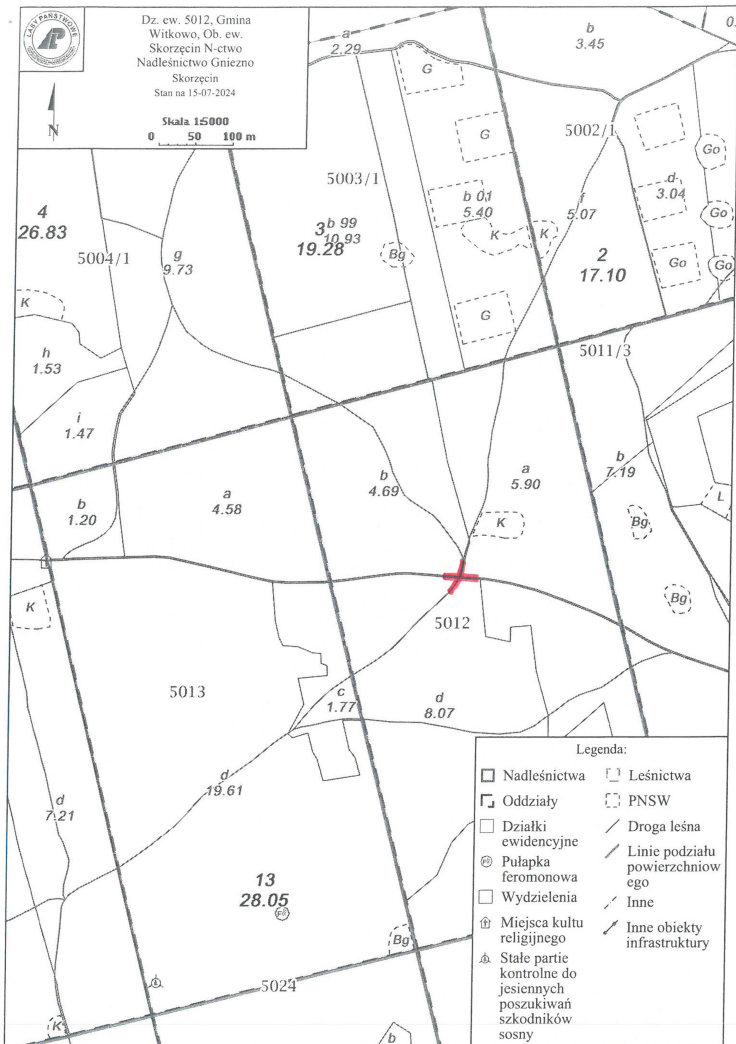 LASY PAŃSTWOWE
Dz. ew. 5012, Gmina
Witkowo, Ob. ew.
Skorzęcin N-ctwo
Nadleśnictwo Gniezno
Skorzęcin
Stan na 15-07-2024
N
Skala 1:5000
0 50 100 m
a
2.29
b
3.45
0.
G
5002/1
Go
5003/1
G
d
3.04
4
26.83
b 01
5.40
f
5.07
Go
3
19.28
b 99
10.93
K
K
5004/1
g
9.73
Bg
2
17.10
Go
Go
K
G
h
1.53
5011/3
i
1.47
b
4.69
a
5.90
b
7.19
a
4.58
b
1.20
K
L
Bg
K
Bg
5012
5013
c
1.77
d
8.07
d
19.61
d
7.21
13
28.05
Bg
5024
K
b
Legenda:
Nadleśnictwa
Oddziały
Działki
ewidencyjne
Pułapka
feromonowa
Wydzielenia
Miejsca kultu
religijnego
Stałe partie
kontrolne do
jesiennych
poszukiwań
szkodników
sosny
Leśnictwa
PNSW
Droga leśna
Linie podziału
powierzchniow
ego
Inne
Inne obiekty
infrastruktury